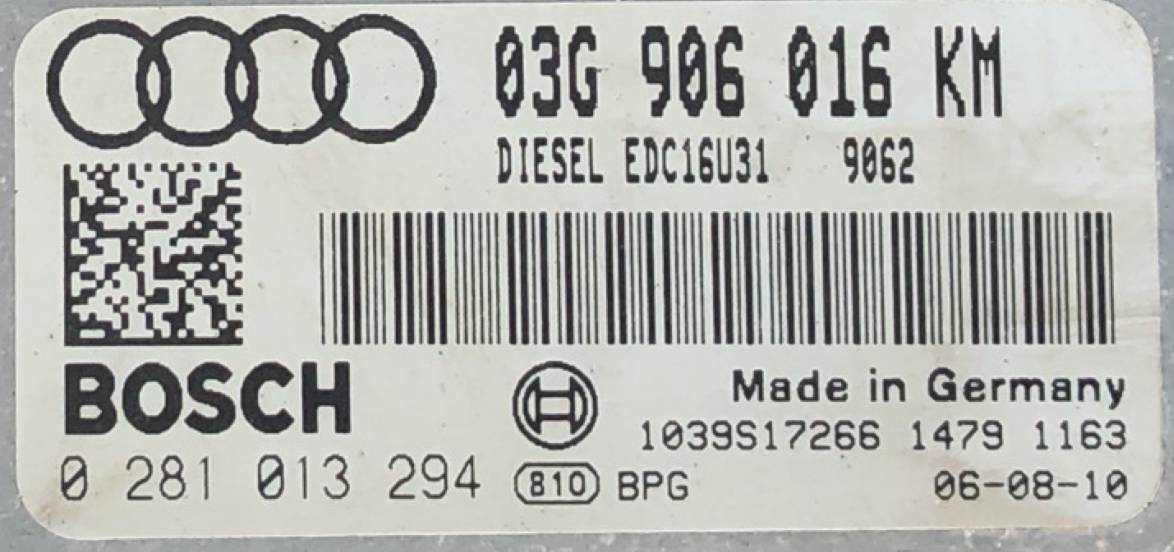 03G 906 016 KM
DIESEL EDC16U31 9062
BOSCH
Made in Germany
1039S17266 1479 1163
0 281 013 294
810 BPG
06-08-10